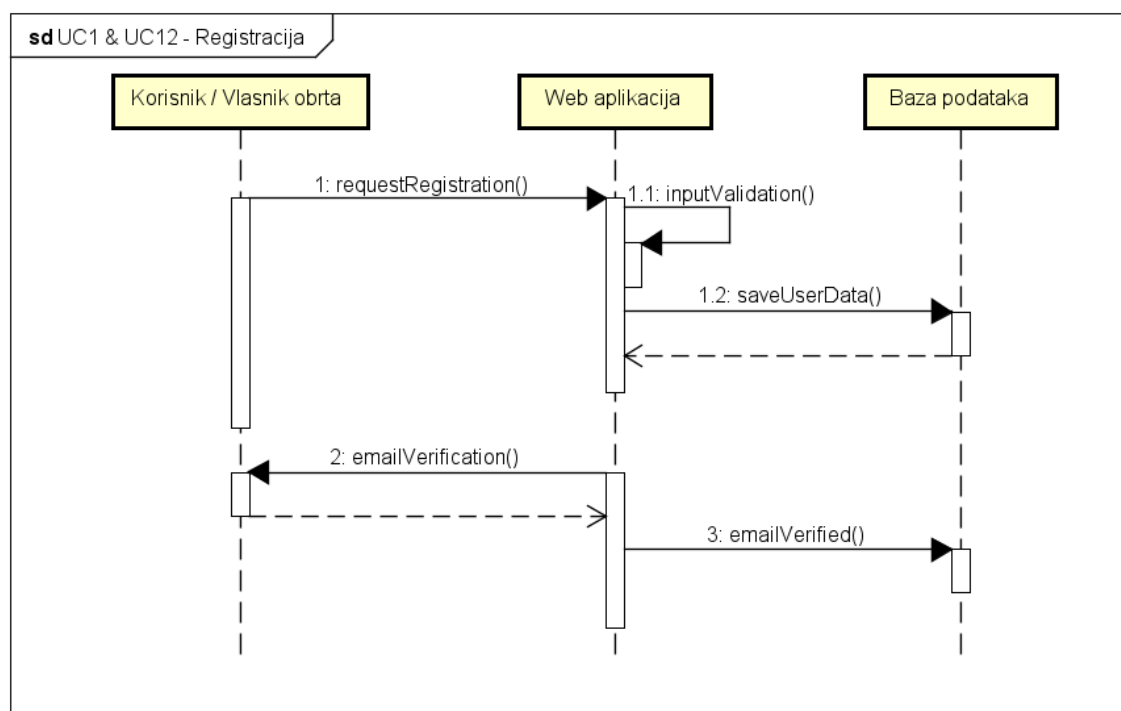 sd UC1 & UC12 - Registracija
Korisnik / Vlasnik obrta
Web aplikacija
Baza podataka
1: requestRegistration()
1.1: inputValidation()
1.2: saveUserData()
2: emailVerification()
3: emailVerified()